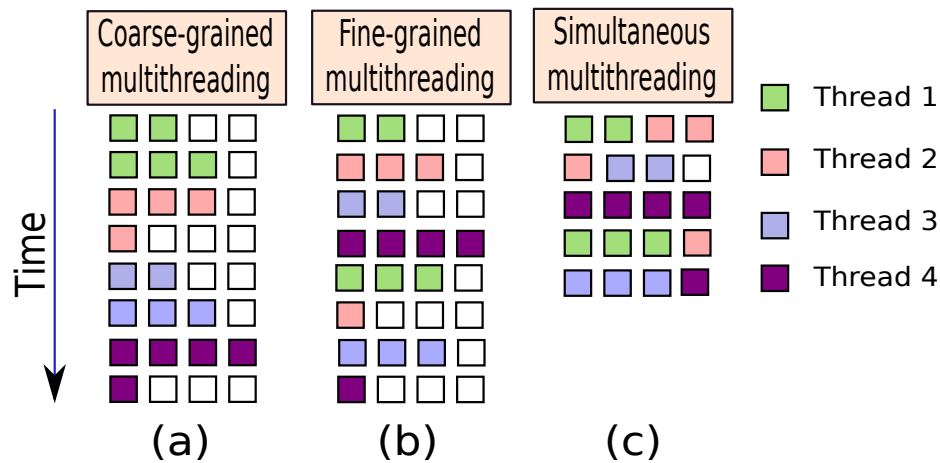 Coarse-grained
multithreading
Fine-grained
multithreading
Simultaneous
multithreading
Time
Thread 1
Thread 2
Thread 3
Thread 4
(a)
(b)
(c)